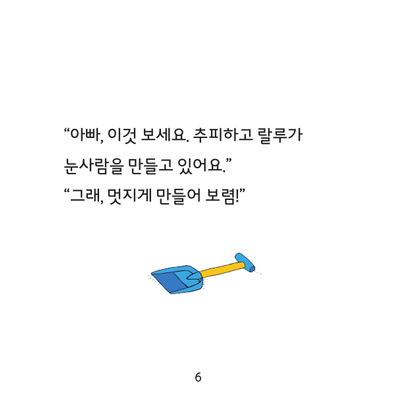 “아빠, 이것 보세요. 추피하고 랄루가
눈사람을 만들고 있어요.”
“그래, 멋지게 만들어 보렴!”
6